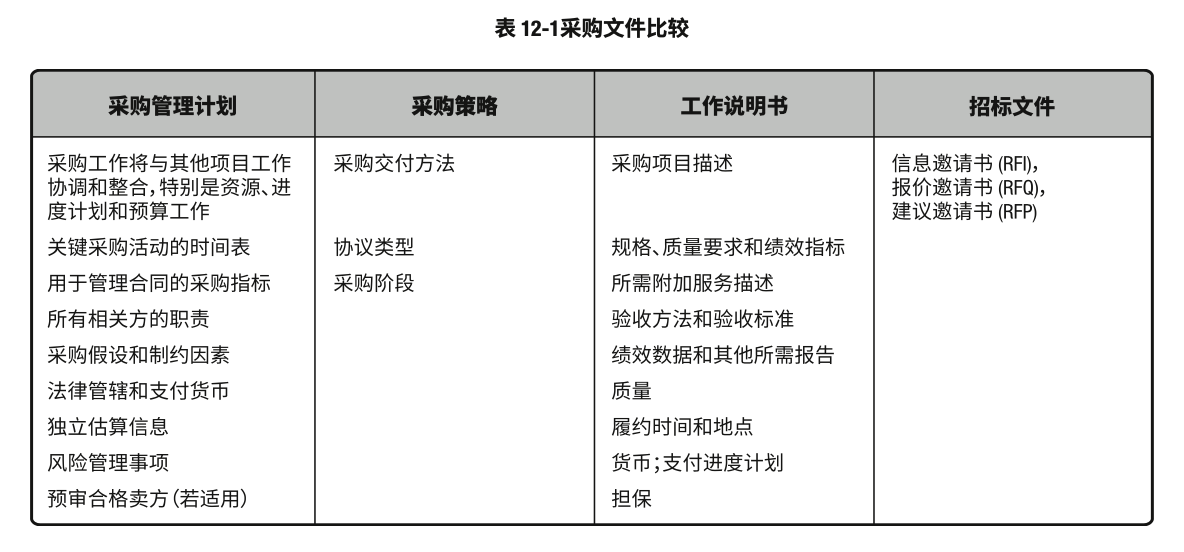 表 12-1采购文件比较
采购管理计划
采购策略
工作说明书
招标文件
采购工作将与其他项目工作
协调和整合，特别是资源、进
度计划和预算工作
采购交付方法
采购项目描述
信息邀请书 (RFI)，
报价邀请书 (RFQ)，
建议邀请书 (RFP)
关键采购活动的时间表
协议类型
规格、质量要求和绩效指标
用于管理合同的采购指标
采购阶段
所需附加服务描述
所有相关方的职责
验收方法和验收标准
采购假设和制约因素
绩效数据和其他所需报告
法律管辖和支付货币
质量
独立估算信息
履约时间和地点
风险管理事项
货币；支付进度计划
预审合格卖方（若适用）
担保